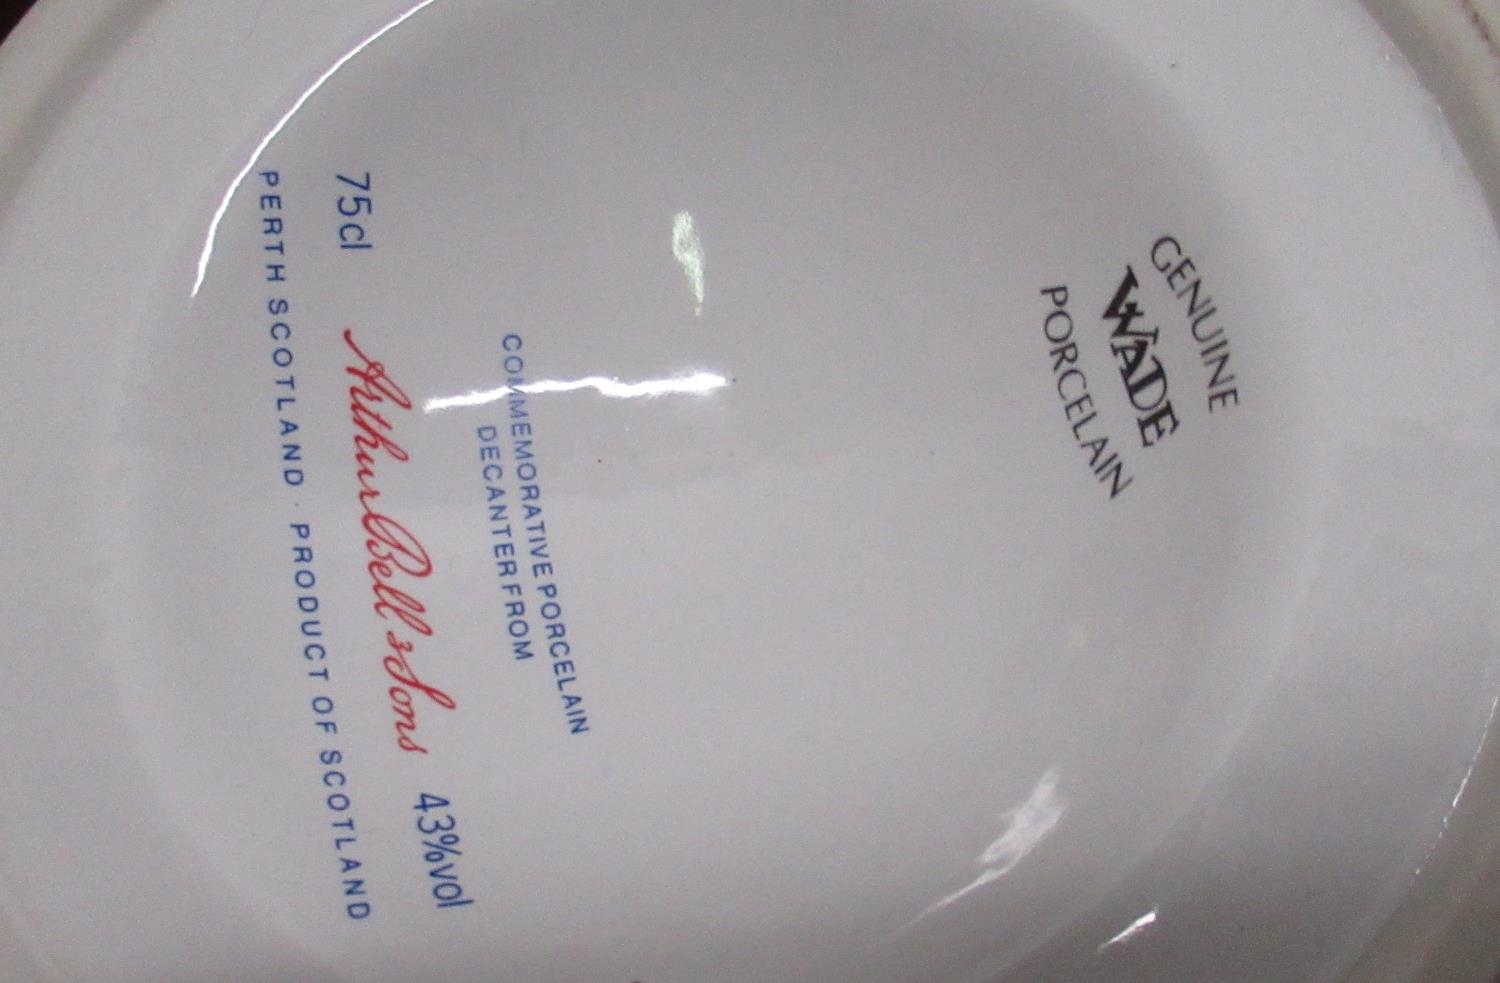 GENUINE
WADE
PORCELAIN
COMMEMORATIVE PORCELAIN
DECANTER FROM
75cl Arthur Bell & Sons 43%vol
PERTH SCOTLAND · PRODUCT OF SCOTLAND